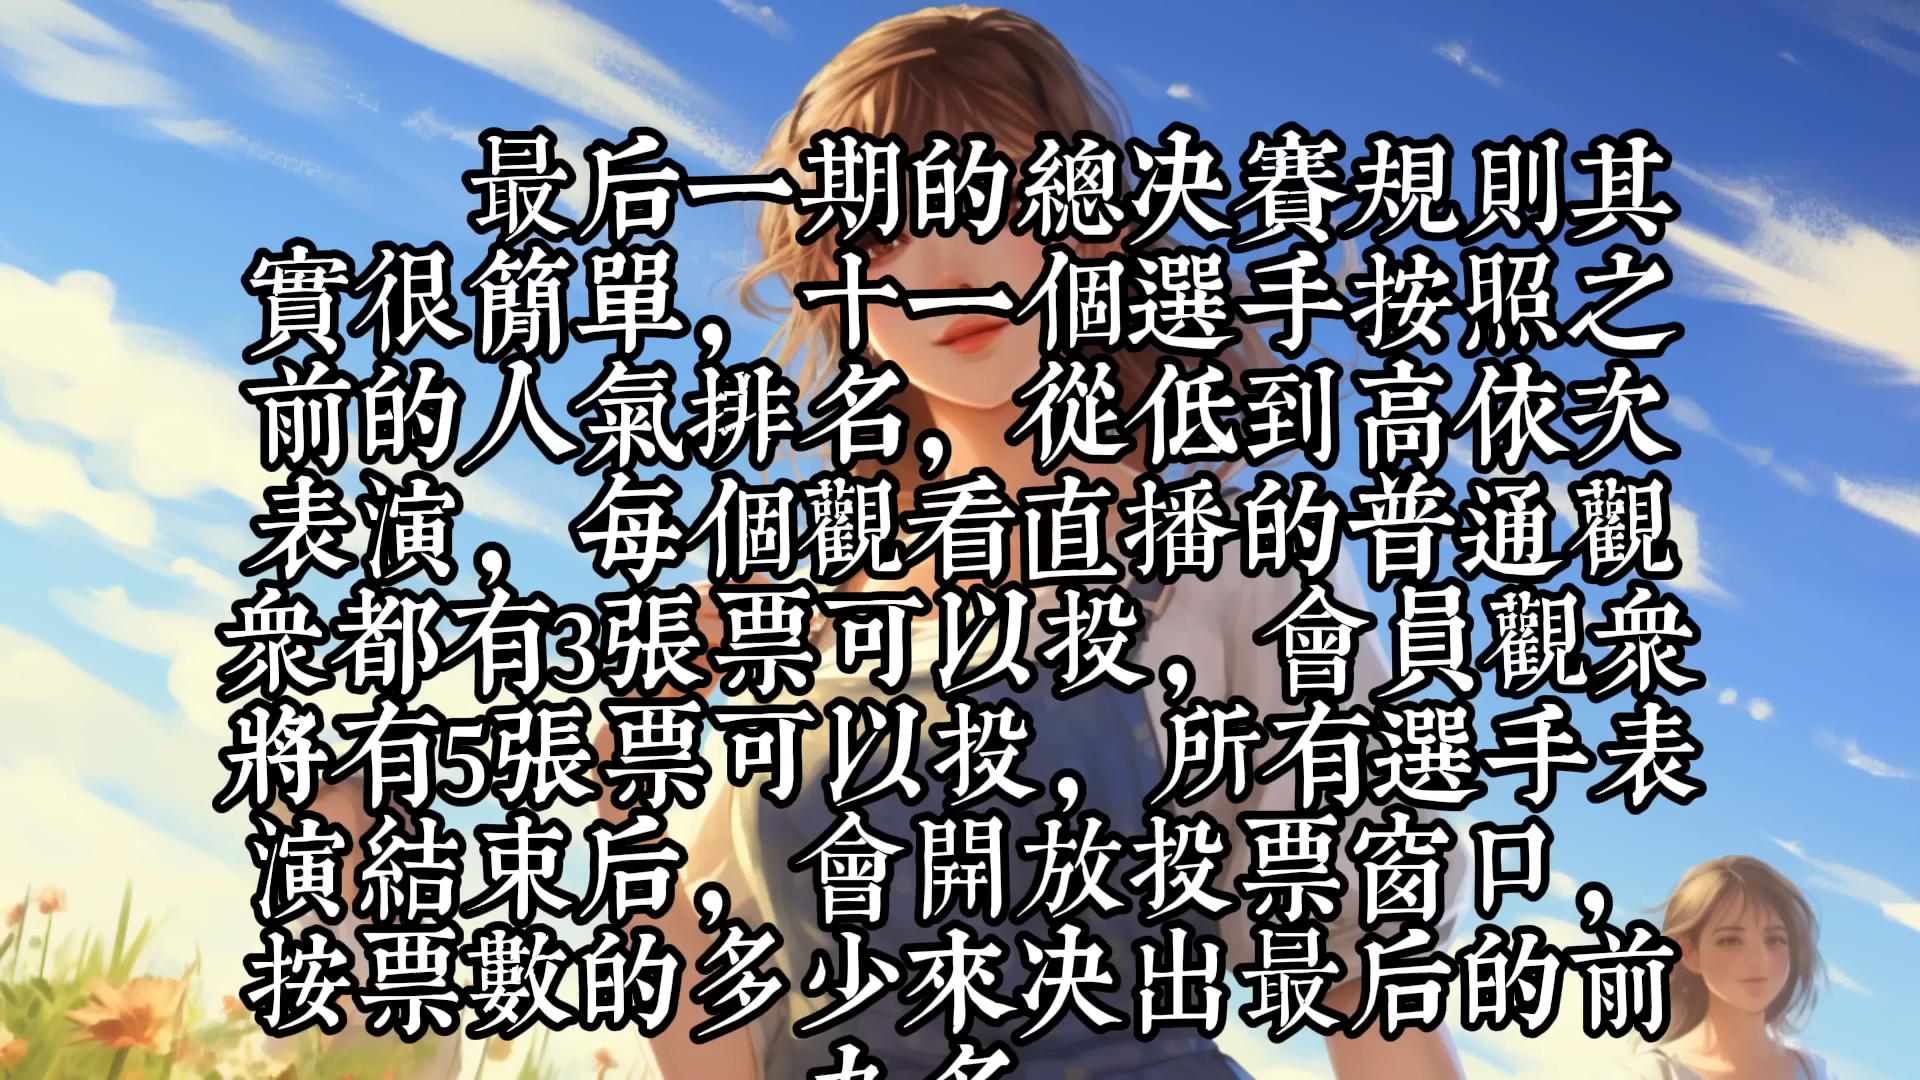 最后一期的總决賽規則其
實很簡單，十一個選手按照之
前的人氣排名，從低到高依次
表演，每個觀看直播的普通觀
衆都有3張票可以投，會員觀衆
將有5張票可以投，所有選手表
演結束后，會開放投票窗口，
按票數的多少來决出最后的前
九名